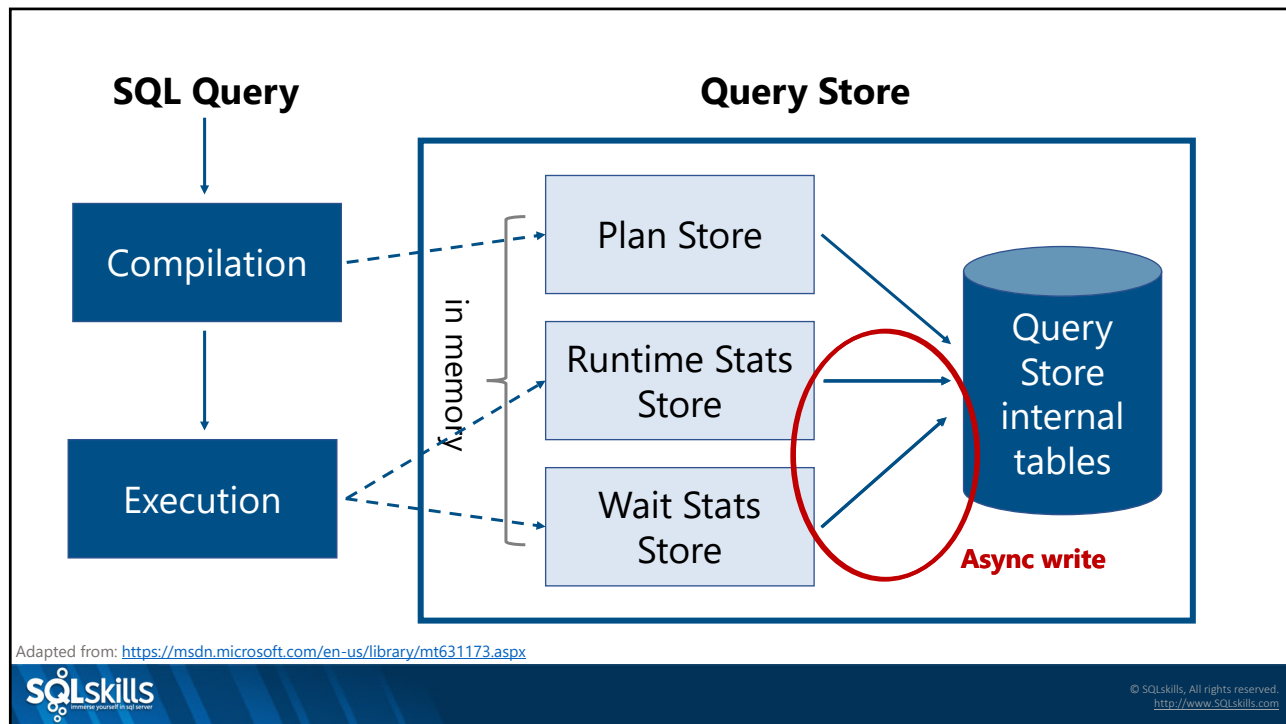 SQL Query
Query Store
Compilation
Execution
in memory
Plan Store
Runtime Stats
Store
Wait Stats
Store
Query
Store
internal
tables
Async write
Adapted from: https://msdn.microsoft.com/en-us/library/mt631173.aspx
SQLskills
immerse yourself in sql server
© SQLskills, All rights reserved.
http://www.SQLskills.com